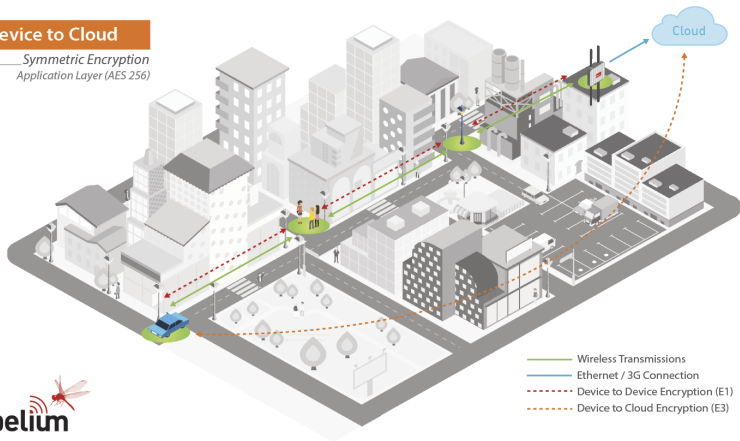 evice to Cloud
Symmetric Encryption
Application Layer (AES 256)
Cloud
Wireless Transmissions
Ethernet / 3G Connection
Device to Device Encryption (E1)
Device to Cloud Encryption (E3)
belium